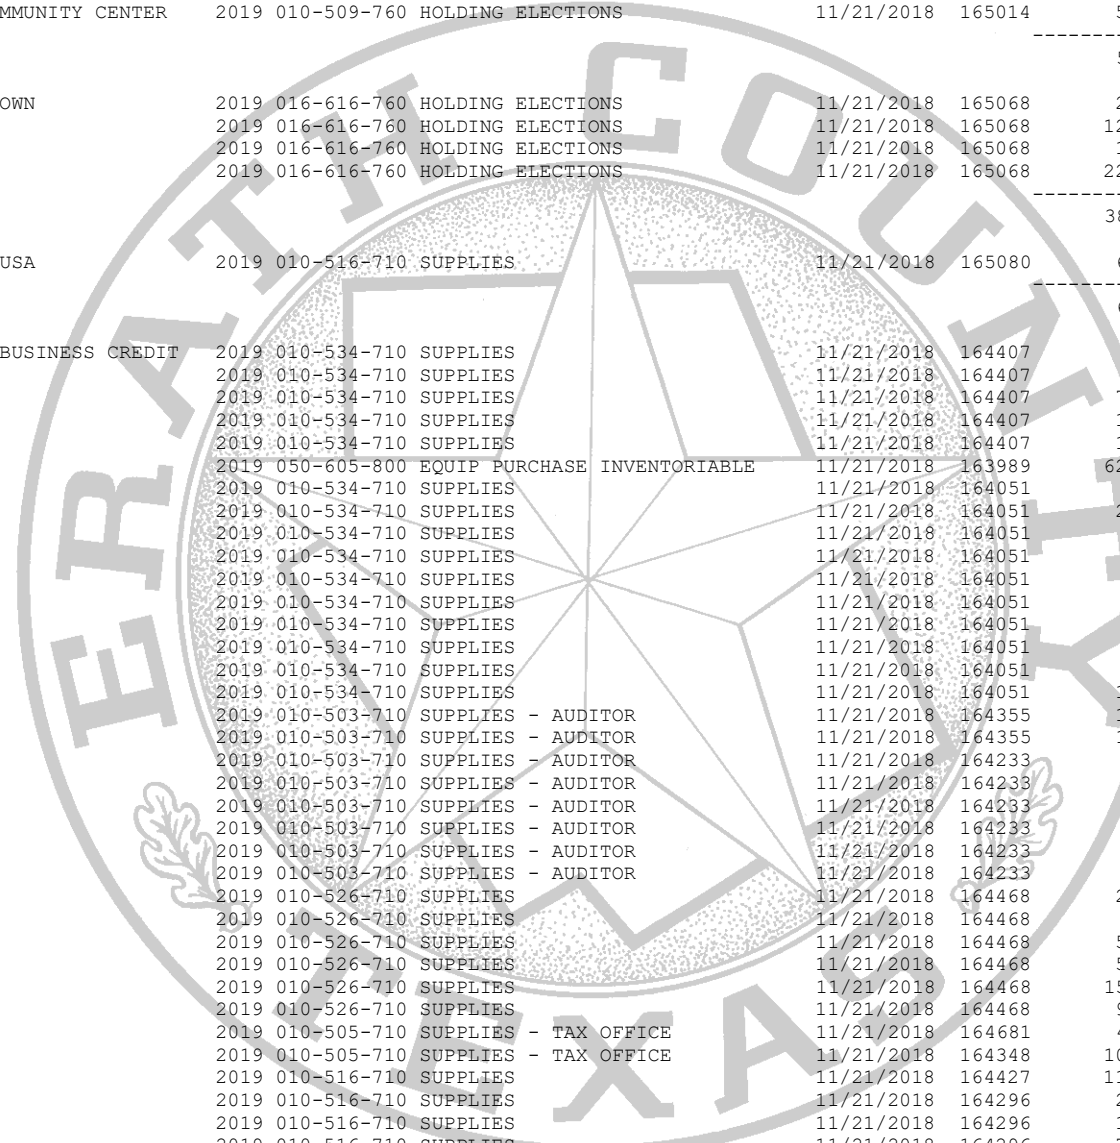 MMUNITY CENTER 2019 010-509-760 HOLDING ELECTIONS 11/21/2018 165014 5
--------
5
OWN 2019 016-616-760 HOLDING ELECTIONS 11/21/2018 165068 2
2019 016-616-760 HOLDING ELECTIONS 11/21/2018 165068 12
2019 016-616-760 HOLDING ELECTIONS 11/21/2018 165068 1
2019 016-616-760 HOLDING ELECTIONS 11/21/2018 165068 22
--------
38
USA 2019 010-516-710 SUPPLIES 11/21/2018 165080 6
--------
6
BUSINESS CREDIT 2019 010-534-710 SUPPLIES 11/21/2018 164407
2019 010-534-710 SUPPLIES 11/21/2018 164407
2019 010-534-710 SUPPLIES 11/21/2018 164407
2019 010-534-710 SUPPLIES 11/21/2018 164407 1
2019 010-534-710 SUPPLIES 11/21/2018 164407 1
2019 050-605-800 EQUIP PURCHASE INVENTORIABLE 11/21/2018 163989 62
2019 010-534-710 SUPPLIES 11/21/2018 164051
2019 010-534-710 SUPPLIES 11/21/2018 164051 2
2019 010-534-710 SUPPLIES 11/21/2018 164051
2019 010-534-710 SUPPLIES 11/21/2018 164051
2019 010-534-710 SUPPLIES 11/21/2018 164051
2019 010-534-710 SUPPLIES 11/21/2018 164051
2019 010-534-710 SUPPLIES 11/21/2018 164051
2019 010-534-710 SUPPLIES 11/21/2018 164051
2019 010-534-710 SUPPLIES 11/21/2018 164051
2019 010-534-710 SUPPLIES 11/21/2018 164051 1
2019 010-503-710 SUPPLIES - AUDITOR 11/21/2018 164355 1
2019 010-503-710 SUPPLIES - AUDITOR 11/21/2018 164355 1
2019 010-503-710 SUPPLIES - AUDITOR 11/21/2018 164233
2019 010-503-710 SUPPLIES - AUDITOR 11/21/2018 164233
2019 010-503-710 SUPPLIES - AUDITOR 11/21/2018 164233
2019 010-503-710 SUPPLIES - AUDITOR 11/21/2018 164233
2019 010-503-710 SUPPLIES - AUDITOR 11/21/2018 164233
2019 010-503-710 SUPPLIES - AUDITOR 11/21/2018 164233
2019 010-526-710 SUPPLIES 11/21/2018 164468 2
2019 010-526-710 SUPPLIES 11/21/2018 164468
2019 010-526-710 SUPPLIES 11/21/2018 164468 5
2019 010-526-710 SUPPLIES 11/21/2018 164468 5
2019 010-526-710 SUPPLIES 11/21/2018 164468 15
2019 010-526-710 SUPPLIES 11/21/2018 164468 9
2019 010-505-710 SUPPLIES - TAX OFFICE 11/21/2018 164681 4
2019 010-505-710 SUPPLIES - TAX OFFICE 11/21/2018 164348 10
2019 010-516-710 SUPPLIES 11/21/2018 164427 11
2019 010-516-710 SUPPLIES 11/21/2018 164296 2
2019 010-516-710 SUPPLIES 11/21/2018 164296
2019 010-516-710 SUPPLIES 11/21/2018 164296
ERATH COUNTY
TEXAS